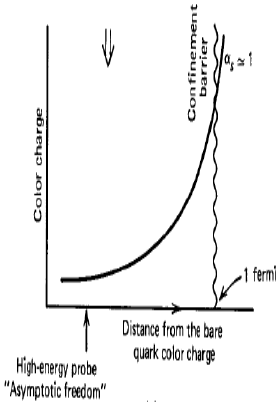 Color charge
Confinement
barrier
αₛ ≃ 1
1 fermi
Distance from the bare
quark color charge
High-energy probe
"Asymptotic freedom"